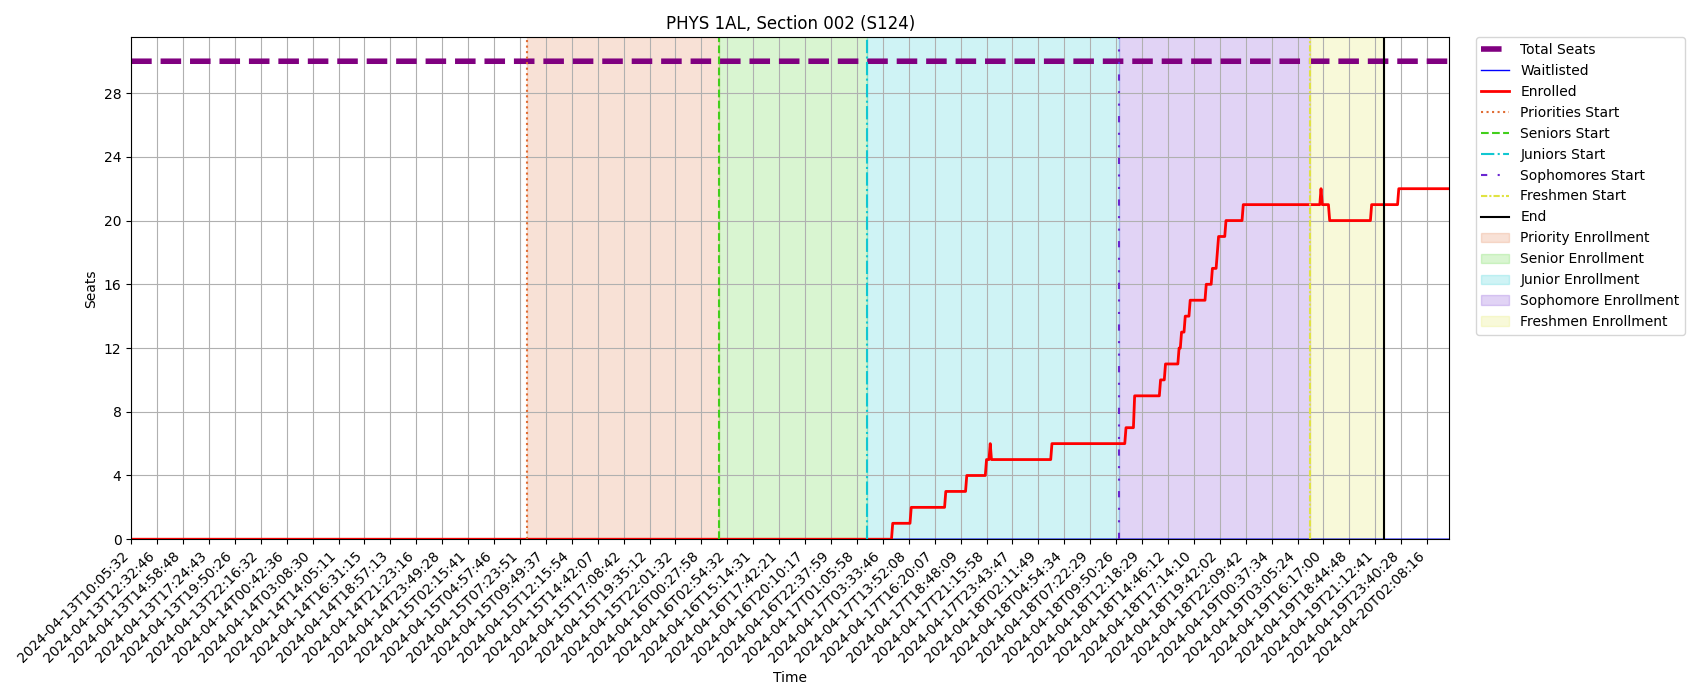 PHYS 1AL, Section 002 (S124)
Total Seats
Waitlisted
Enrolled
Priorities Start
Seniors Start
Juniors Start
Sophomores Start
Freshmen Start
End
Priority Enrollment
Senior Enrollment
Junior Enrollment
Sophomore Enrollment
Freshmen Enrollment
Seats
28
24
20
16
12
8
4
0
2024-04-13T10:05:32
2024-04-13T12:32:46
2024-04-13T14:58:48
2024-04-13T17:24:43
2024-04-13T19:50:26
2024-04-13T22:16:32
2024-04-14T00:42:36
2024-04-14T03:08:30
2024-04-14T14:05:11
2024-04-14T16:31:15
2024-04-14T18:57:13
2024-04-14T21:23:16
2024-04-14T23:49:28
2024-04-15T02:15:41
2024-04-15T04:57:46
2024-04-15T07:23:51
2024-04-15T09:49:37
2024-04-15T12:15:54
2024-04-15T14:42:07
2024-04-15T17:08:42
2024-04-15T19:35:12
2024-04-15T22:01:32
2024-04-16T00:27:58
2024-04-16T02:54:32
2024-04-16T15:14:31
2024-04-16T17:42:21
2024-04-16T20:10:17
2024-04-16T22:37:59
2024-04-17T01:05:58
2024-04-17T03:33:46
2024-04-17T13:52:08
2024-04-17T16:20:07
2024-04-17T18:48:09
2024-04-17T21:15:58
2024-04-17T23:43:47
2024-04-18T02:11:49
2024-04-18T04:54:34
2024-04-18T07:22:29
2024-04-18T09:50:26
2024-04-18T12:18:29
2024-04-18T14:46:12
2024-04-18T17:14:10
2024-04-18T19:42:02
2024-04-18T22:09:42
2024-04-19T00:37:34
2024-04-19T03:05:24
2024-04-19T16:17:00
2024-04-19T18:44:48
2024-04-19T21:12:41
2024-04-19T23:40:28
2024-04-20T02:08:16
Time